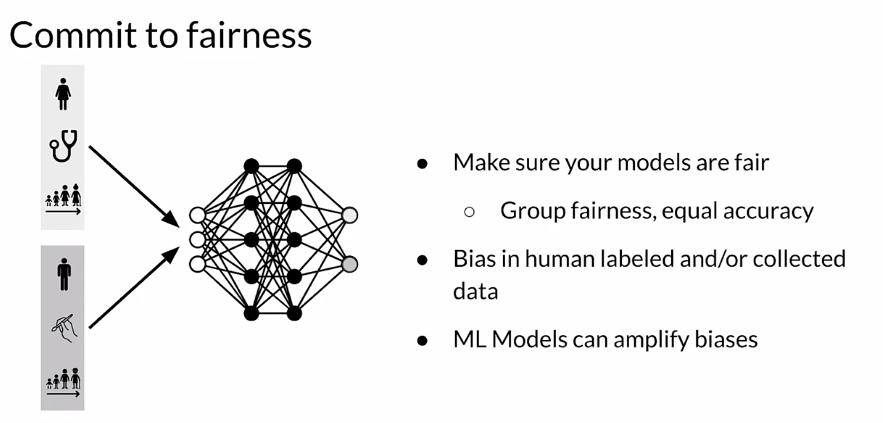 Commit to fairness
● Make sure your models are fair
○ Group fairness, equal accuracy
● Bias in human labeled and/or collected
data
● ML Models can amplify biases